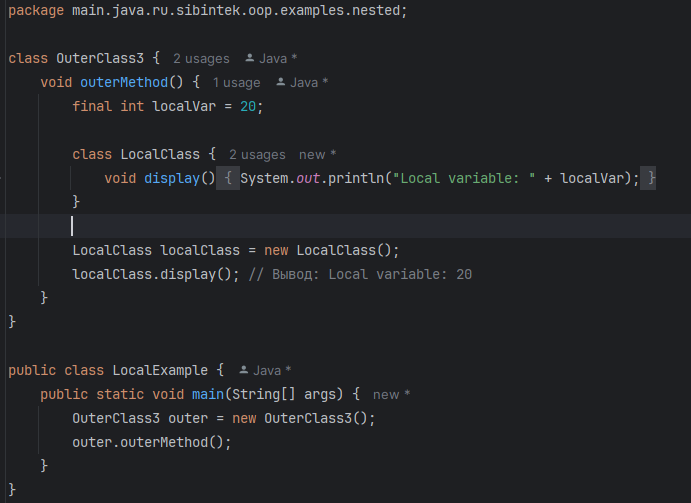 package main.java.ru.sibintek.oop.examples.nested;
class OuterClass3 { 2 usages Java *
void outerMethod() { 1 usage Java *
final int localVar = 20;
class LocalClass { 2 usages new *
void display() { System.out.println("Local variable: " + localVar); }
}
LocalClass localClass = new LocalClass();
localClass.display(); // Вывод: Local variable: 20
}
}
public class LocalExample { Java *
public static void main(String[] args) { new *
OuterClass3 outer = new OuterClass3();
outer.outerMethod();
}
}